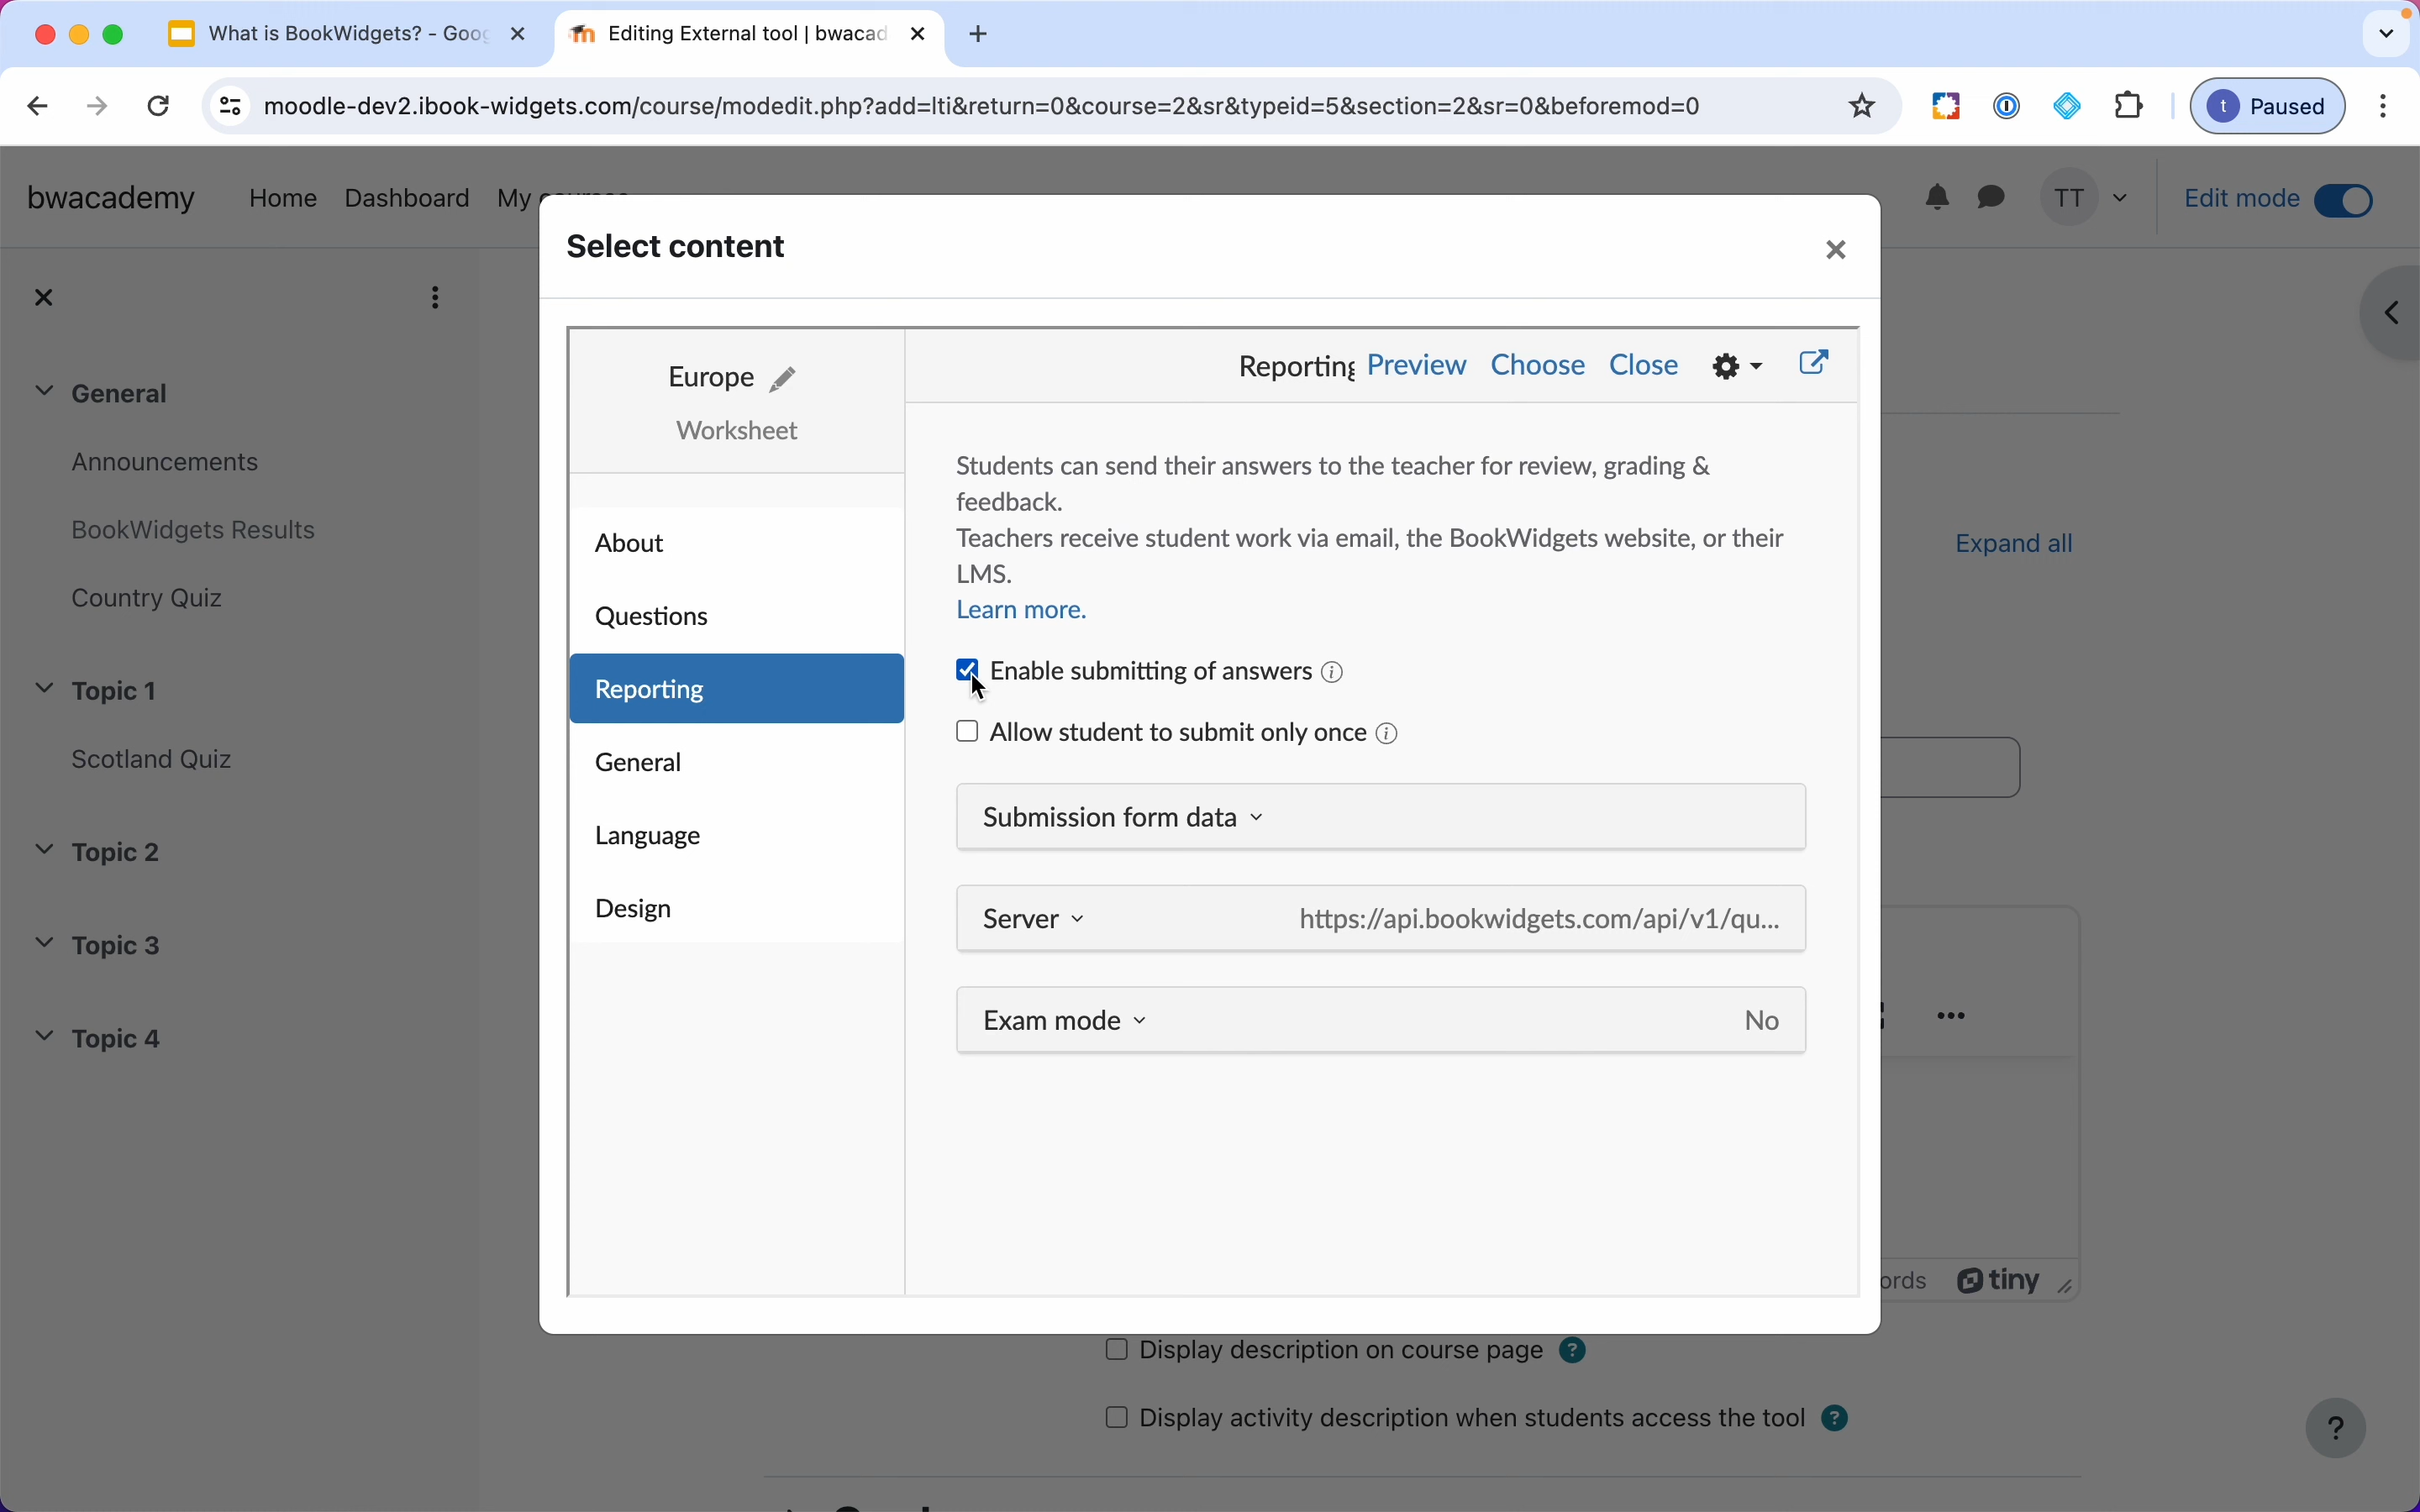 What is BookWidgets? - Goog
Editing External tool | bwacad
moodle-dev2.ibook-widgets.com/course/modedit.php?add=lti&return=0&course=2&sr&typeid=5&section=2&sr=0&beforemod=0
t Paused
bwacademy Home Dashboard My
TT
Edit mode
Select content
General
Announcements
BookWidgets Results
Country Quiz
Topic 1
Scotland Quiz
Topic 2
Topic 3
Topic 4
Europe
Worksheet
About
Questions
Reporting
General
Language
Design
Reporting Preview Choose Close
Students can send their answers to the teacher for review, grading &
feedback.
Teachers receive student work via email, the BookWidgets website, or their
LMS.
Learn more.
Enable submitting of answers
Allow student to submit only once
Submission form data
Server https://api.bookwidgets.com/api/v1/qu...
Exam mode No
Expand all
ords tiny
Display description on course page ?
Display activity description when students access the tool ?
?